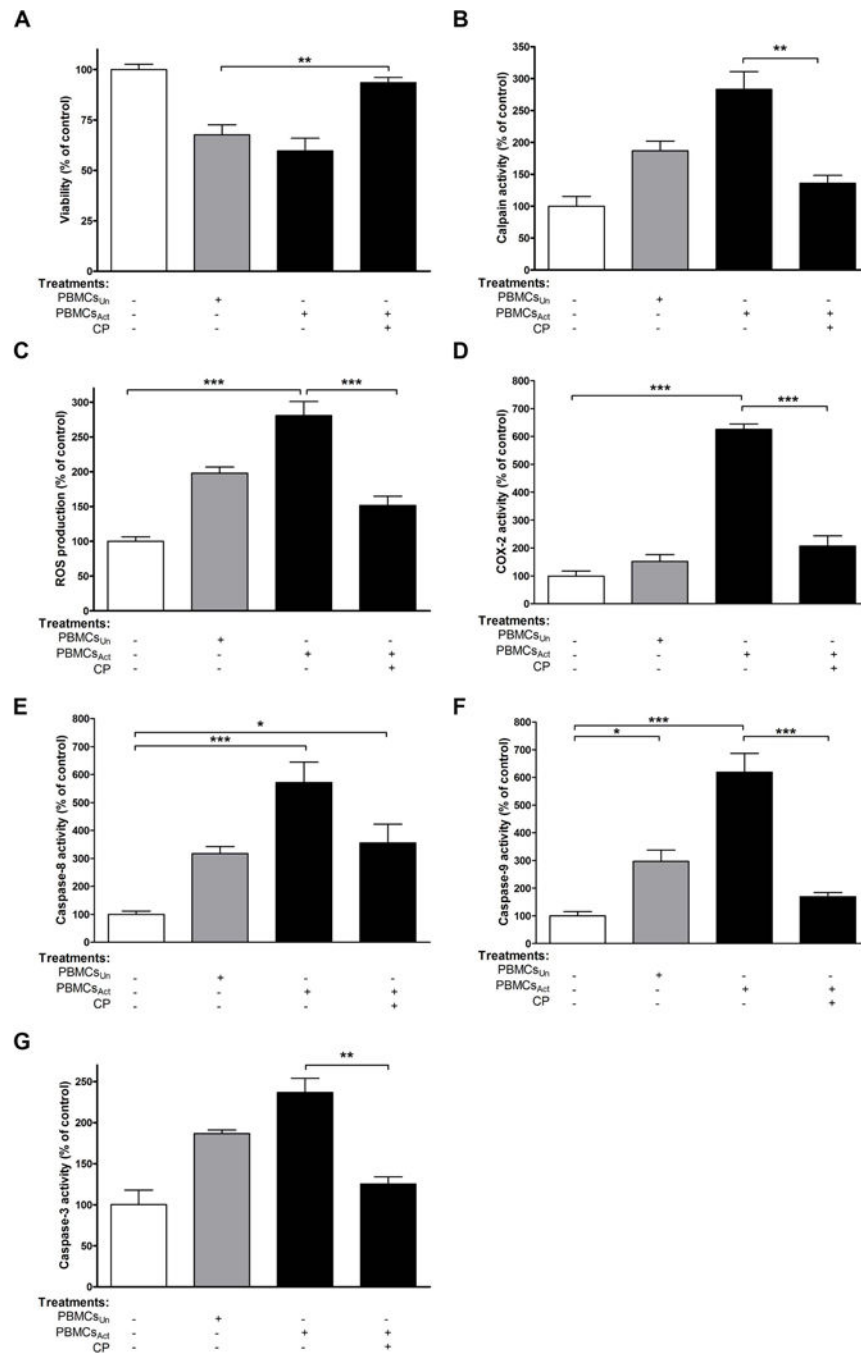 A
Viability (% of control)
100
75
50
25
0
**
Treatments:
PBMCsUn - + - -
PBMCsAct - - + +
CP - - - +
B
Calpain activity (% of control)
350
300
250
200
150
100
50
0
**
Treatments:
PBMCsUn - + - -
PBMCsAct - - + +
CP - - - +
C
ROS production (% of control)
300
250
200
150
100
50
0
*** ***
Treatments:
PBMCsUn - + - -
PBMCsAct - - + +
CP - - - +
D
COX-2 activity (% of control)
800
700
600
500
400
300
200
100
0
***
***
Treatments:
PBMCsUn - + - -
PBMCsAct - - + +
CP - - - +
E
Caspase-8 activity (% of control)
800
700
600
500
400
300
200
100
0
*
***
Treatments:
PBMCsUn - + - -
PBMCsAct - - + +
CP - - - +
F
Caspase-9 activity (% of control)
800
700
600
500
400
300
200
100
0
***
* ***
Treatments:
PBMCsUn - + - -
PBMCsAct - - + +
CP - - - +
G
Caspase-3 activity (% of control)
250
200
150
100
50
0
**
Treatments:
PBMCsUn - + - -
PBMCsAct - - + +
CP - - - +